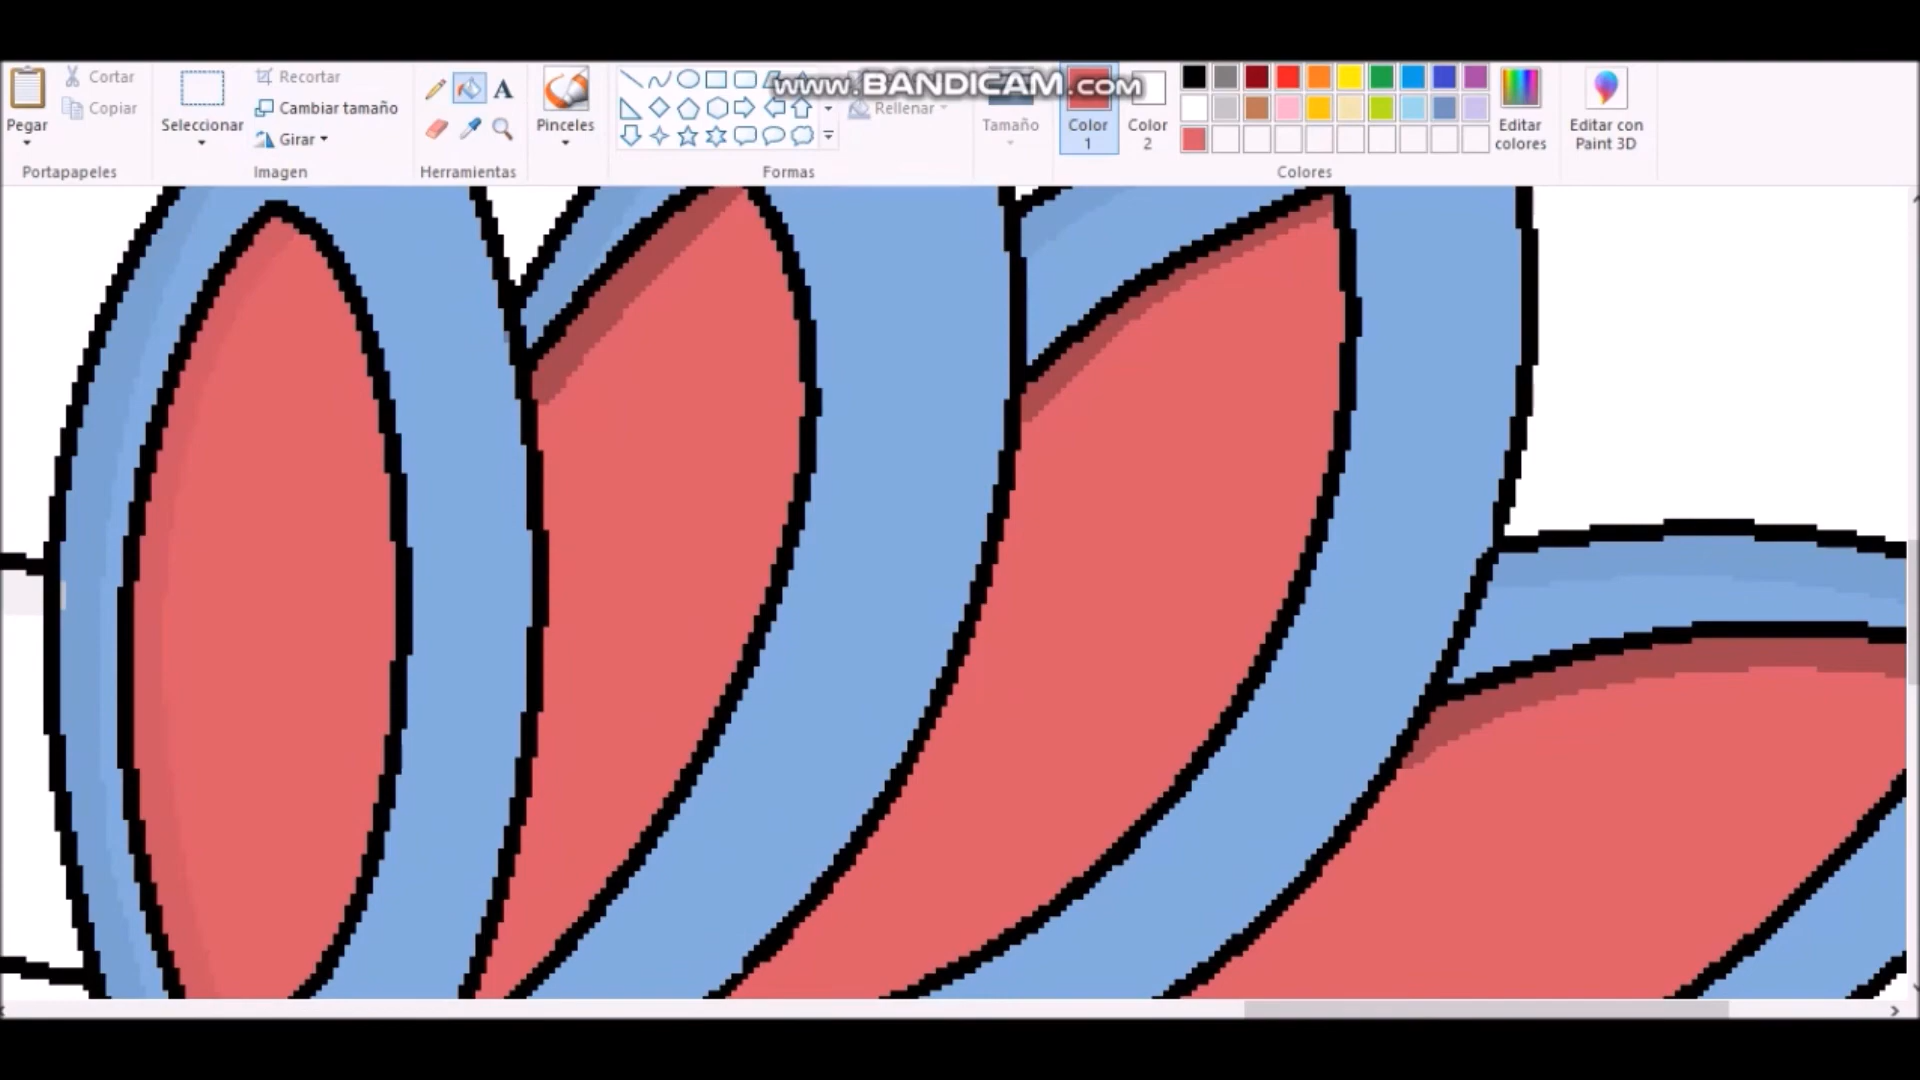 www.BANDICAM.com
Cortar
Copiar
Pegar
Portapapeles
Seleccionar
Recortar
Cambiar tamaño
Girar
Imagen
A
Herramientas
Pinceles
Rellenar
Formas
Tamaño
Color
1
Color
2
Colores
Editar
colores
Editar con
Paint 3D